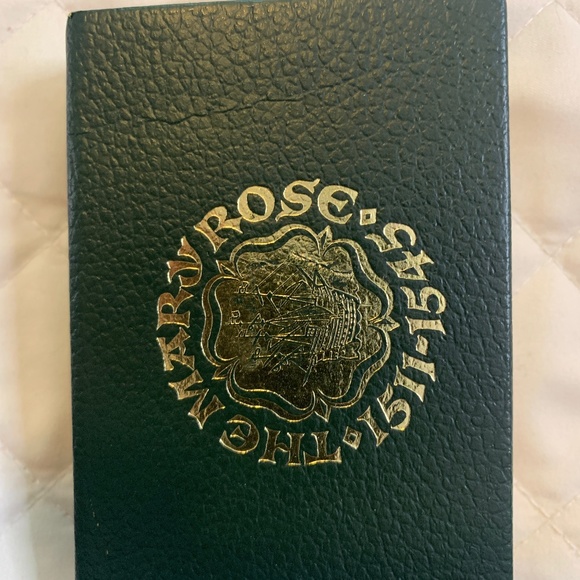 THE MARY ROSE · 1511-1545 ·